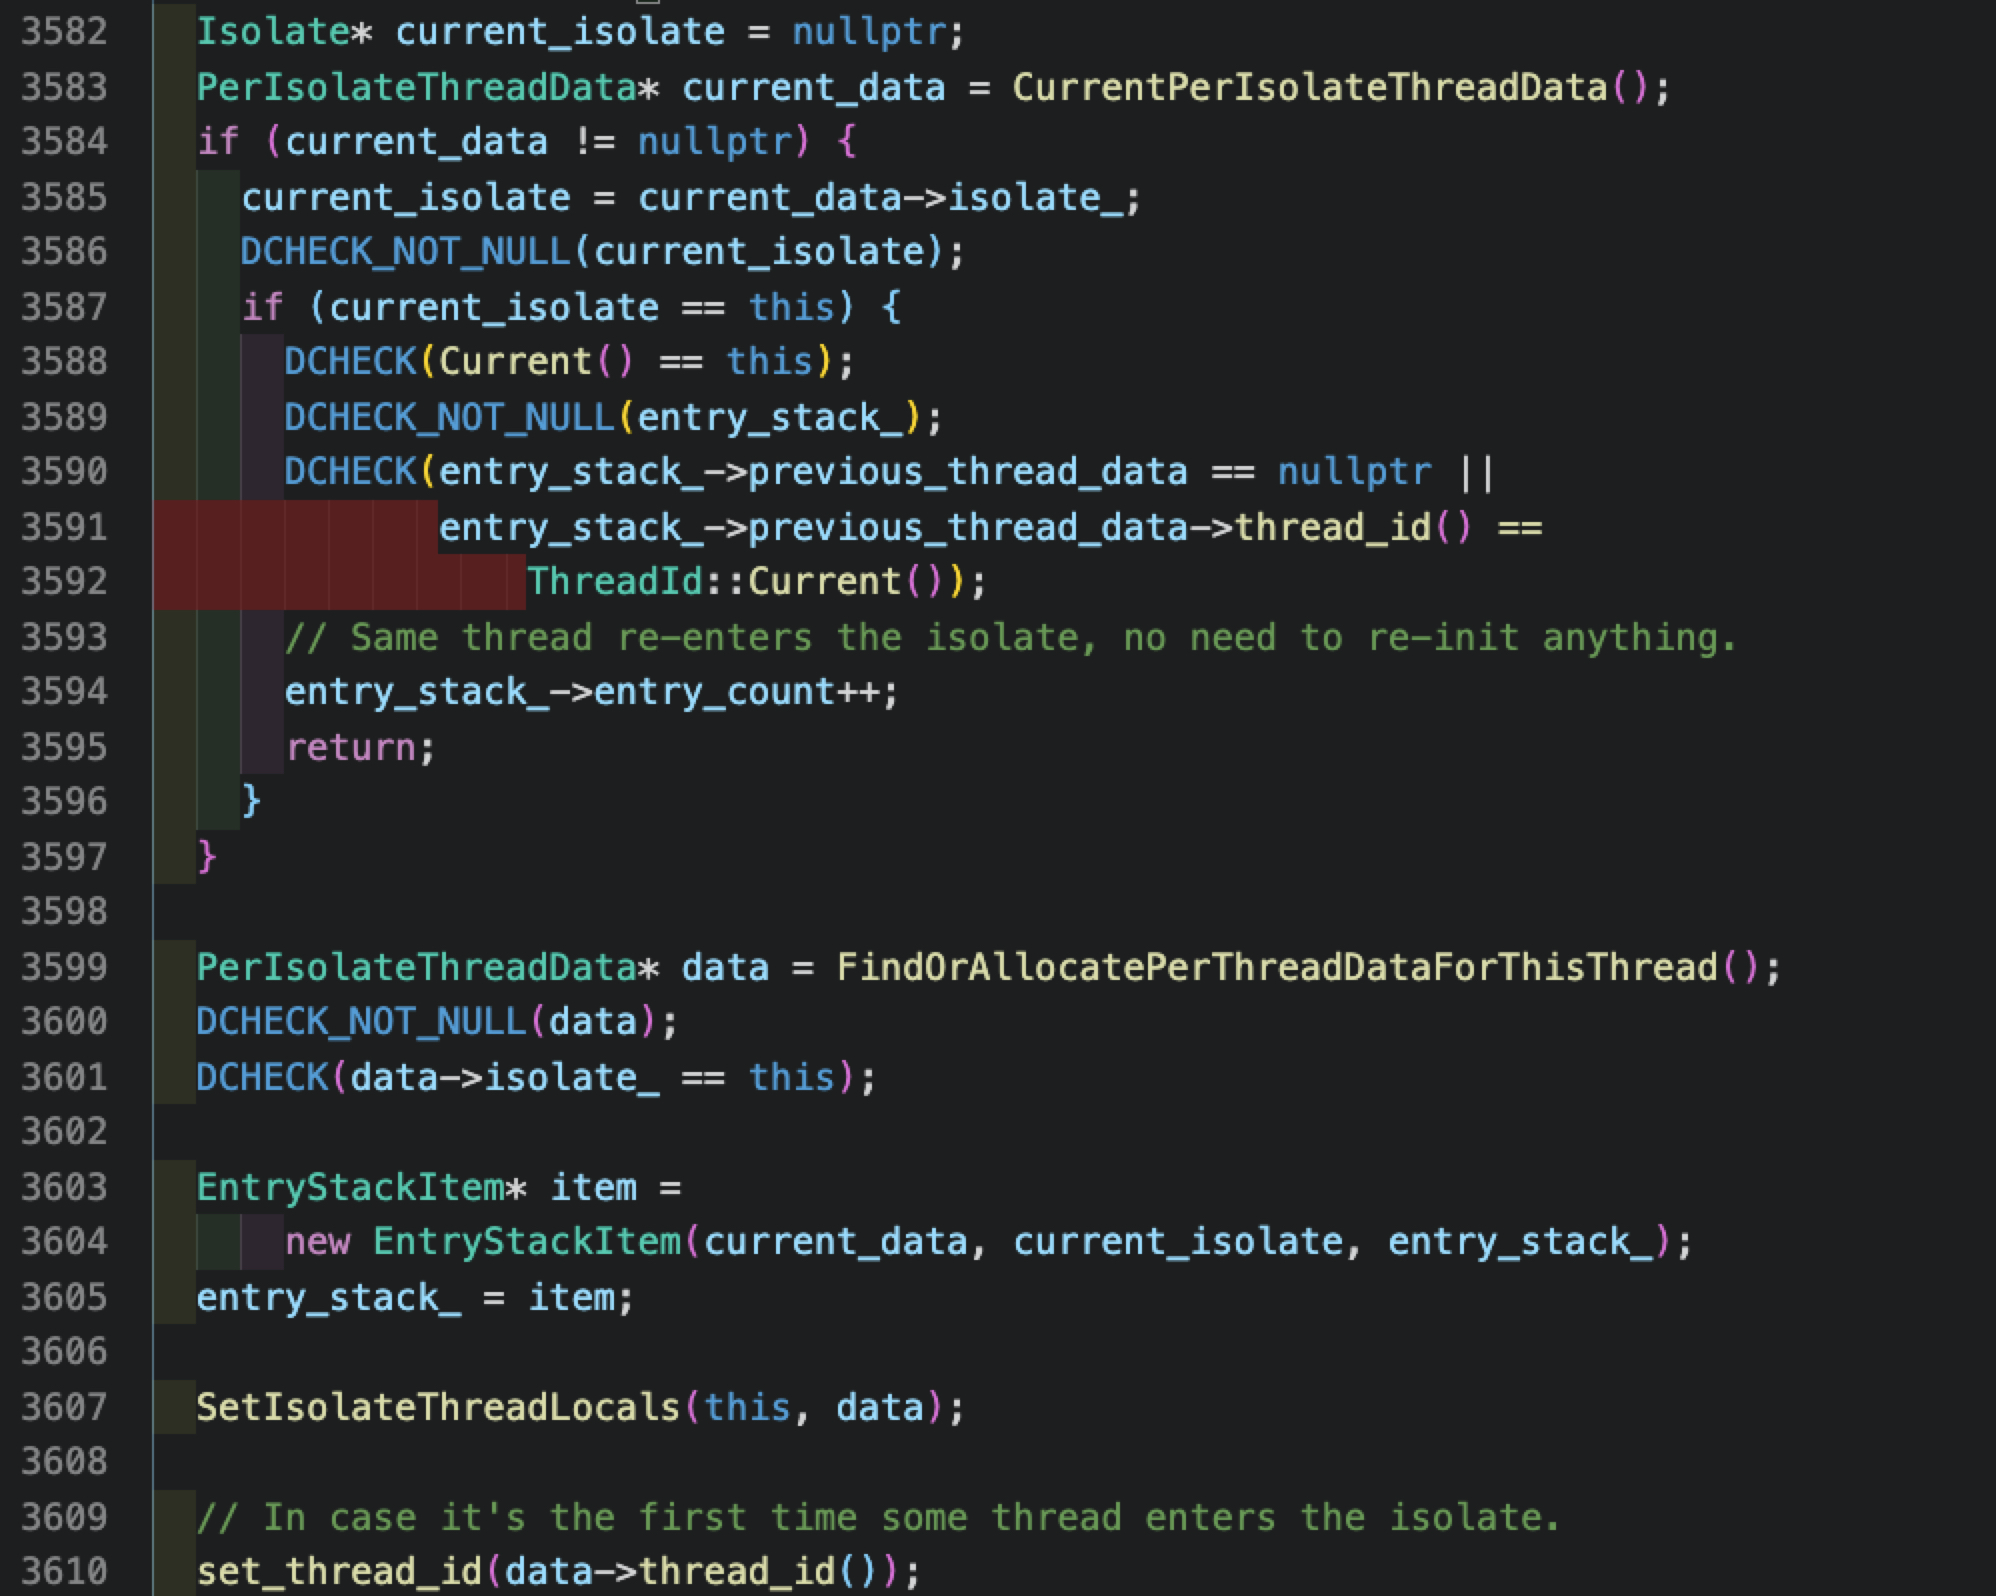 3582 Isolate* current_isolate = nullptr;
3583 PerIsolateThreadData* current_data = CurrentPerIsolateThreadData();
3584 if (current_data != nullptr) {
3585 current_isolate = current_data->isolate_;
3586 DCHECK_NOT_NULL(current_isolate);
3587 if (current_isolate == this) {
3588 DCHECK(Current() == this);
3589 DCHECK_NOT_NULL(entry_stack_);
3590 DCHECK(entry_stack_->previous_thread_data == nullptr ||
3591 entry_stack_->previous_thread_data->thread_id() ==
3592 ThreadId::Current());
3593 // Same thread re-enters the isolate, no need to re-init anything.
3594 entry_stack_->entry_count++;
3595 return;
3596 }
3597 }
3598
3599 PerIsolateThreadData* data = FindOrAllocatePerThreadDataForThisThread();
3600 DCHECK_NOT_NULL(data);
3601 DCHECK(data->isolate_ == this);
3602
3603 EntryStackItem* item =
3604 new EntryStackItem(current_data, current_isolate, entry_stack_);
3605 entry_stack_ = item;
3606
3607 SetIsolateThreadLocals(this, data);
3608
3609 // In case it's the first time some thread enters the isolate.
3610 set_thread_id(data->thread_id());